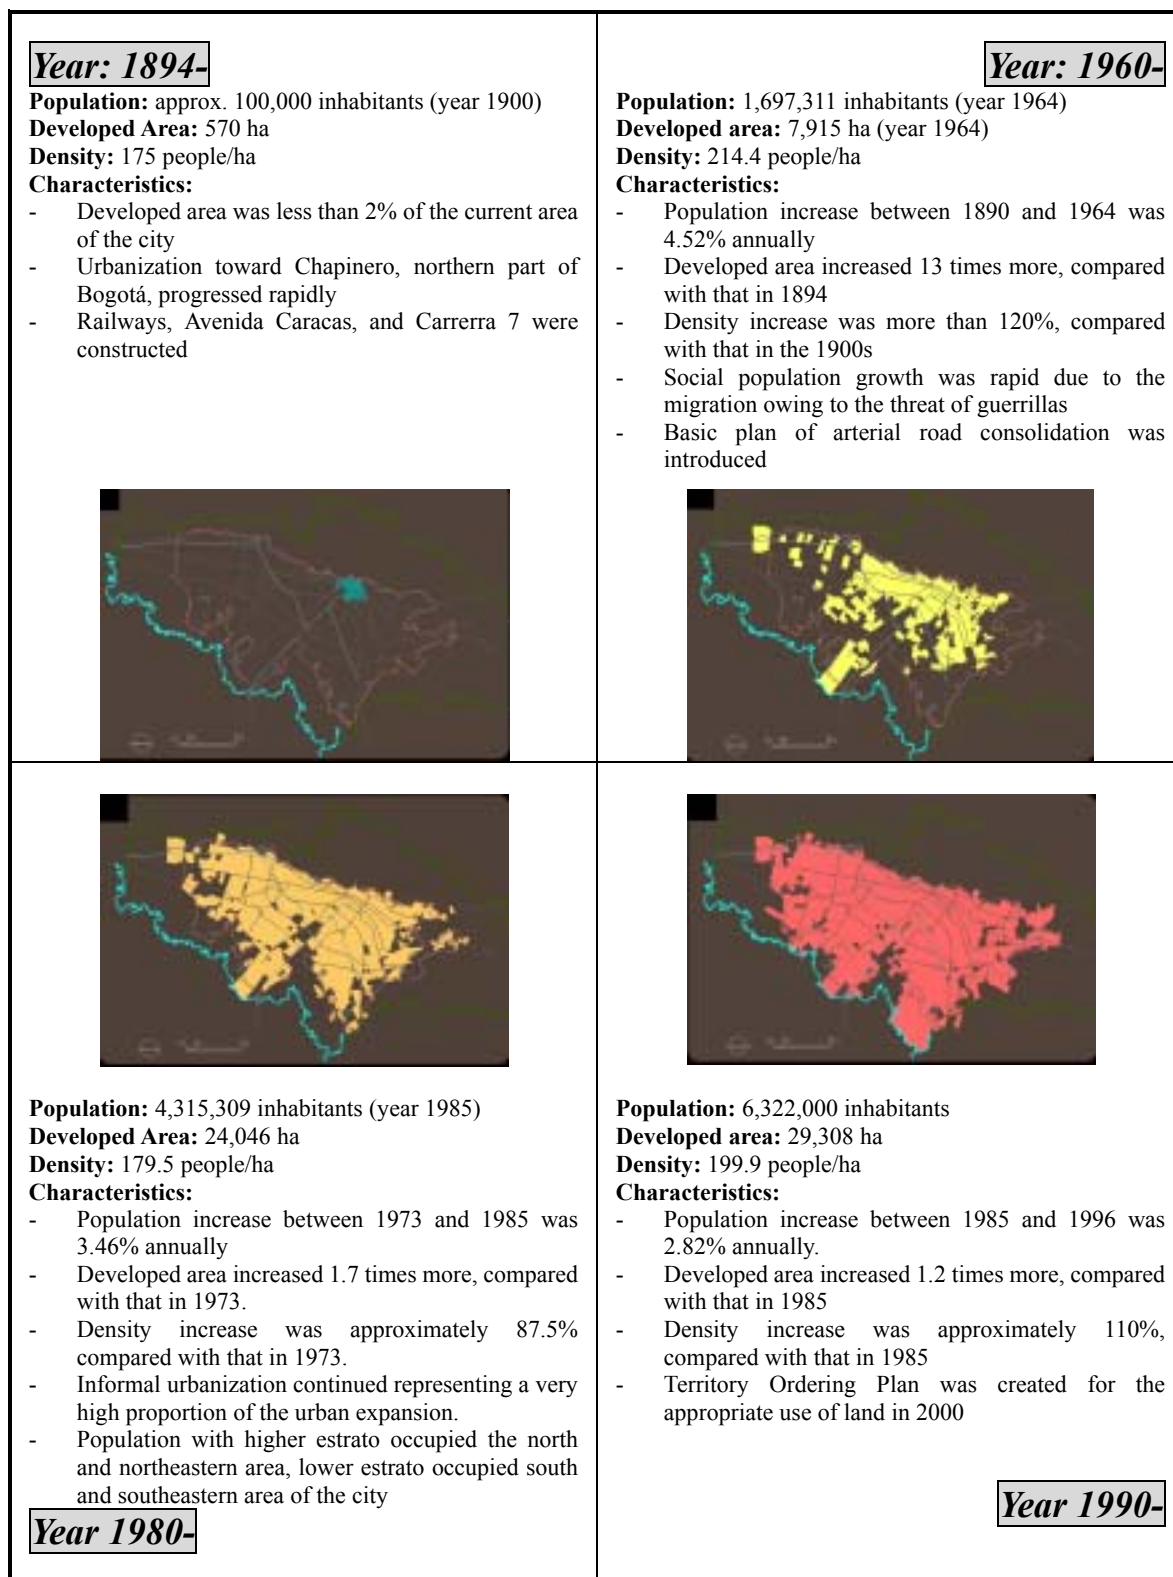 Year: 1894-
Population: approx. 100,000 inhabitants (year 1900)
Developed Area: 570 ha
Density: 175 people/ha
Characteristics:
- Developed area was less than 2% of the current area
of the city
- Urbanization toward Chapinero, northern part of
Bogotá, progressed rapidly
- Railways, Avenida Caracas, and Carrerra 7 were
constructed
Year: 1960-
Population: 1,697,311 inhabitants (year 1964)
Developed area: 7,915 ha (year 1964)
Density: 214.4 people/ha
Characteristics:
- Population increase between 1890 and 1964 was
4.52% annually
- Developed area increased 13 times more, compared
with that in 1894
- Density increase was more than 120%, compared
with that in the 1900s
- Social population growth was rapid due to the
migration owing to the threat of guerrillas
- Basic plan of arterial road consolidation was
introduced
Population: 4,315,309 inhabitants (year 1985)
Developed Area: 24,046 ha
Density: 179.5 people/ha
Characteristics:
- Population increase between 1973 and 1985 was
3.46% annually
- Developed area increased 1.7 times more, compared
with that in 1973.
- Density increase was approximately 87.5%
compared with that in 1973.
- Informal urbanization continued representing a very
high proportion of the urban expansion.
- Population with higher estrato occupied the north
and northeastern area, lower estrato occupied south
and southeastern area of the city
Year 1980-
Population: 6,322,000 inhabitants
Developed area: 29,308 ha
Density: 199.9 people/ha
Characteristics:
- Population increase between 1985 and 1996 was
2.82% annually.
- Developed area increased 1.2 times more, compared
with that in 1985
- Density increase was approximately 110%,
compared with that in 1985
- Territory Ordering Plan was created for the
appropriate use of land in 2000
Year 1990-